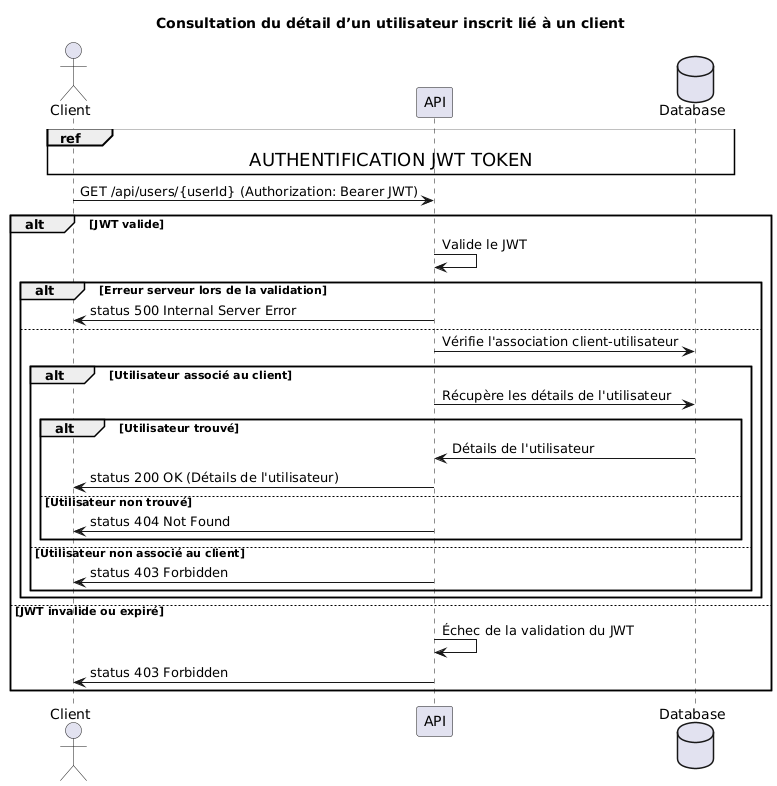 Consultation du détail d’un utilisateur inscrit lié à un client
Client
API
Database
ref
AUTHENTIFICATION JWT TOKEN
GET /api/users/{userId} (Authorization: Bearer JWT)
alt [JWT valide]
Valide le JWT
alt [Erreur serveur lors de la validation]
status 500 Internal Server Error
Vérifie l'association client-utilisateur
alt [Utilisateur associé au client]
Récupère les détails de l'utilisateur
alt [Utilisateur trouvé]
Détails de l'utilisateur
status 200 OK (Détails de l'utilisateur)
[Utilisateur non trouvé]
status 404 Not Found
[Utilisateur non associé au client]
status 403 Forbidden
[JWT invalide ou expiré]
Échec de la validation du JWT
status 403 Forbidden
Client
API
Database